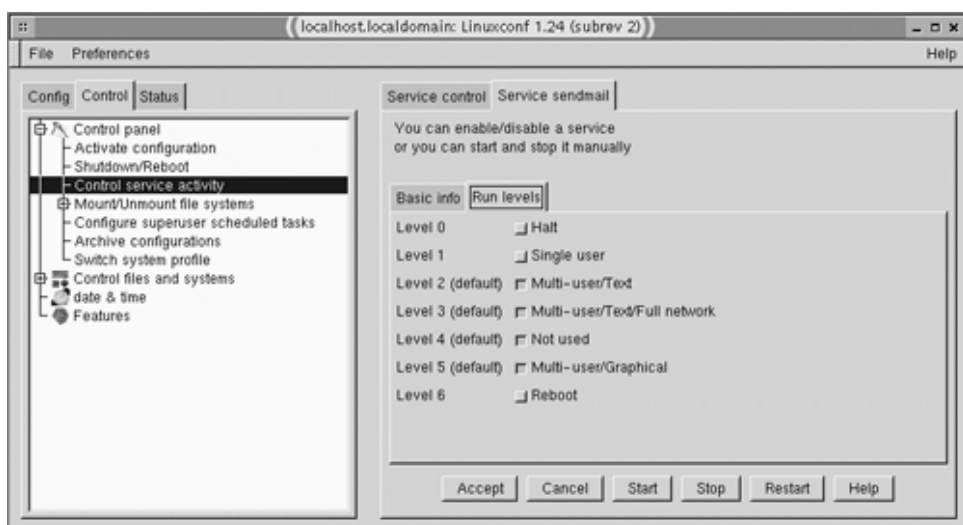 localhost.localdomain: Linuxconf 1.24 (subrev 2)
File Preferences Help
Config Control Status
Control panel
Activate configuration
Shutdown/Reboot
Control service activity
Mount/Unmount file systems
Configure superuser scheduled tasks
Archive configurations
Switch system profile
Control files and systems
date & time
Features
Service control Service sendmail
You can enable/disable a service
or you can start and stop it manually
Basic info Run levels
Level 0 Halt
Level 1 Single user
Level 2 (default) Multi-user/Text
Level 3 (default) Multi-user/Text/Full network
Level 4 (default) Not used
Level 5 (default) Multi-user/Graphical
Level 6 Reboot
Accept Cancel Start Stop Restart Help